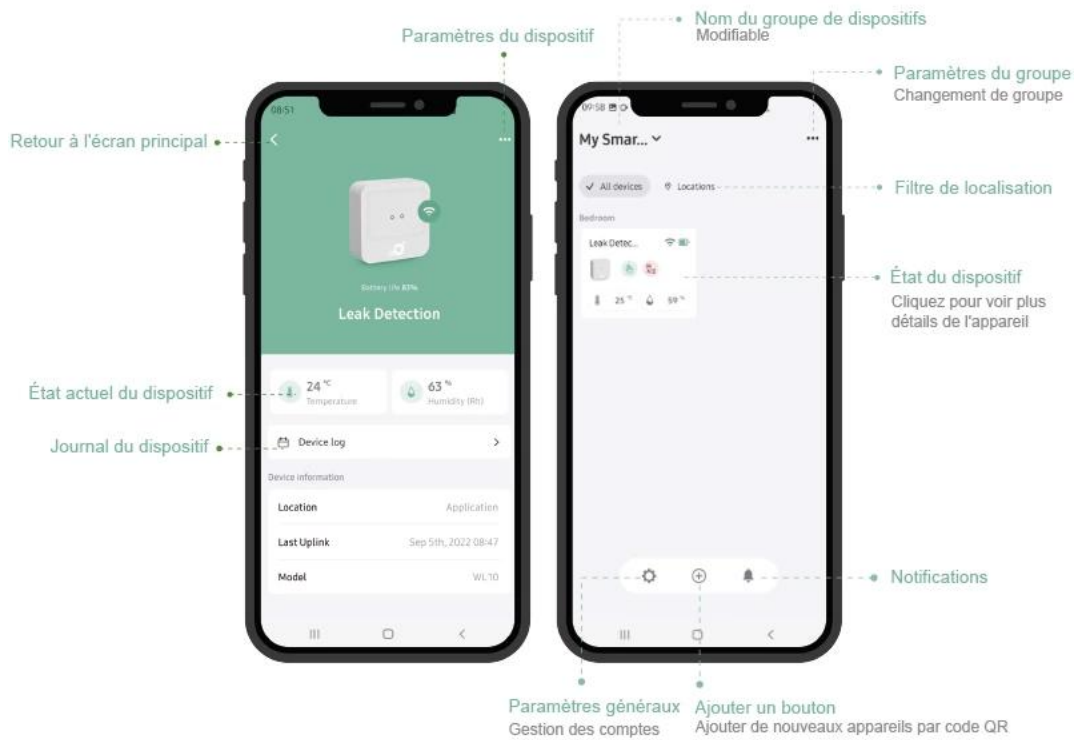 Nom du groupe de dispositifs
Modifiable
Paramètres du dispositif
Paramètres du groupe
Changement de groupe
Retour à l'écran principal
Filtre de localisation
État du dispositif
Cliquez pour voir plus
détails de l'appareil
État actuel du dispositif
Journal du dispositif
Notifications
Paramètres généraux
Gestion des comptes
Ajouter un bouton
Ajouter de nouveaux appareils par code QR
08:51
Battery life 83%
Leak Detection
24 °C
Temperature
63 %
Humidity (Rh)
Device log
Device information
Location
Application
Last Uplink
Sep 5th, 2022 08:47
Model
WL10
09:58
My Smar...
All devices
Locations
Bedroom
Leak Detec...
25 °
59 %